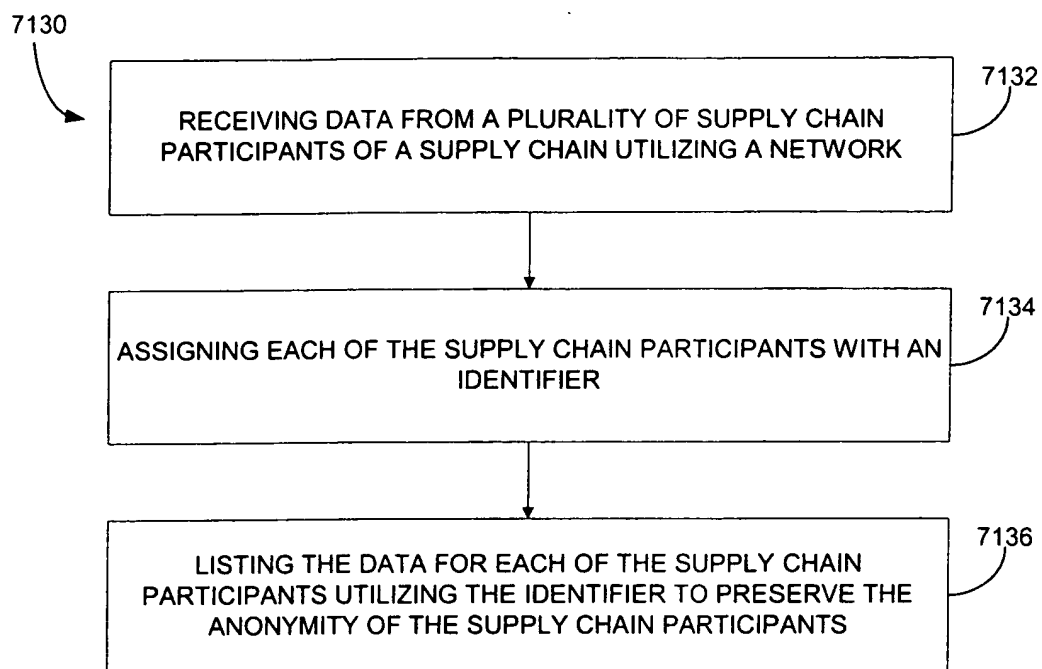 7130
7132
RECEIVING DATA FROM A PLURALITY OF SUPPLY CHAIN
PARTICIPANTS OF A SUPPLY CHAIN UTILIZING A NETWORK
7134
ASSIGNING EACH OF THE SUPPLY CHAIN PARTICIPANTS WITH AN
IDENTIFIER
7136
LISTING THE DATA FOR EACH OF THE SUPPLY CHAIN
PARTICIPANTS UTILIZING THE IDENTIFIER TO PRESERVE THE
ANONYMITY OF THE SUPPLY CHAIN PARTICIPANTS